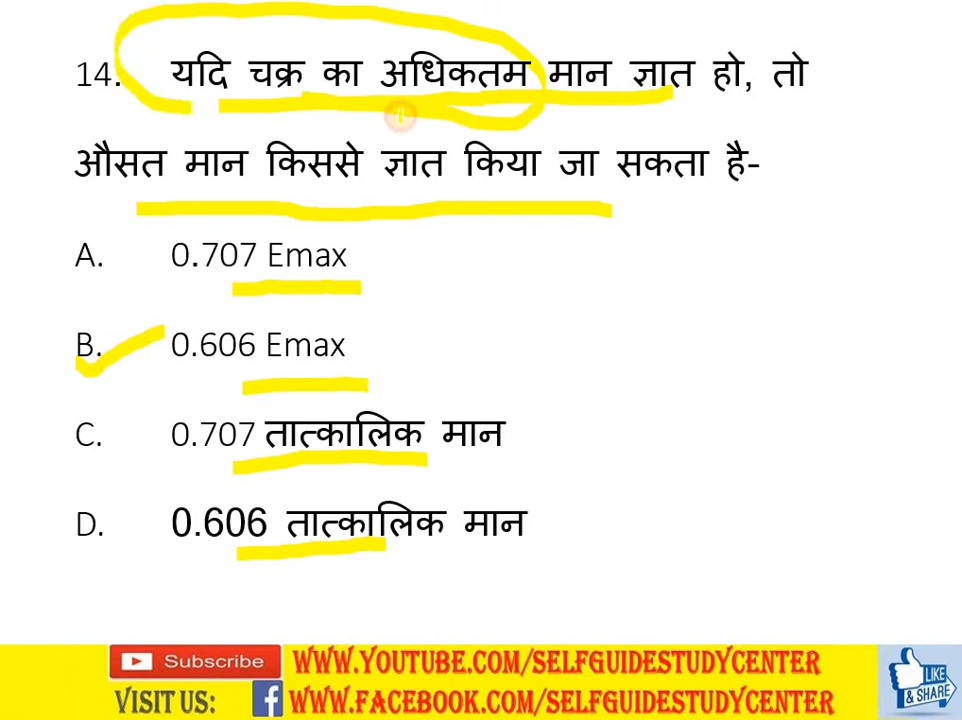 14. यदि चक्र का अधिकतम मान ज्ञात हो, तो
औसत मान किससे ज्ञात किया जा सकता है-
A. 0.707 Emax
B. 0.606 Emax
C. 0.707 तात्कालिक मान
D. 0.606 तात्कालिक मान
Subscribe WWW.YOUTUBE.COM/SELFGUIDESTUDYCENTER
VISIT US: f WWW.FACEBOOK.COM/SELFGUIDESTUDYCENTER
LIKE
& SHARE